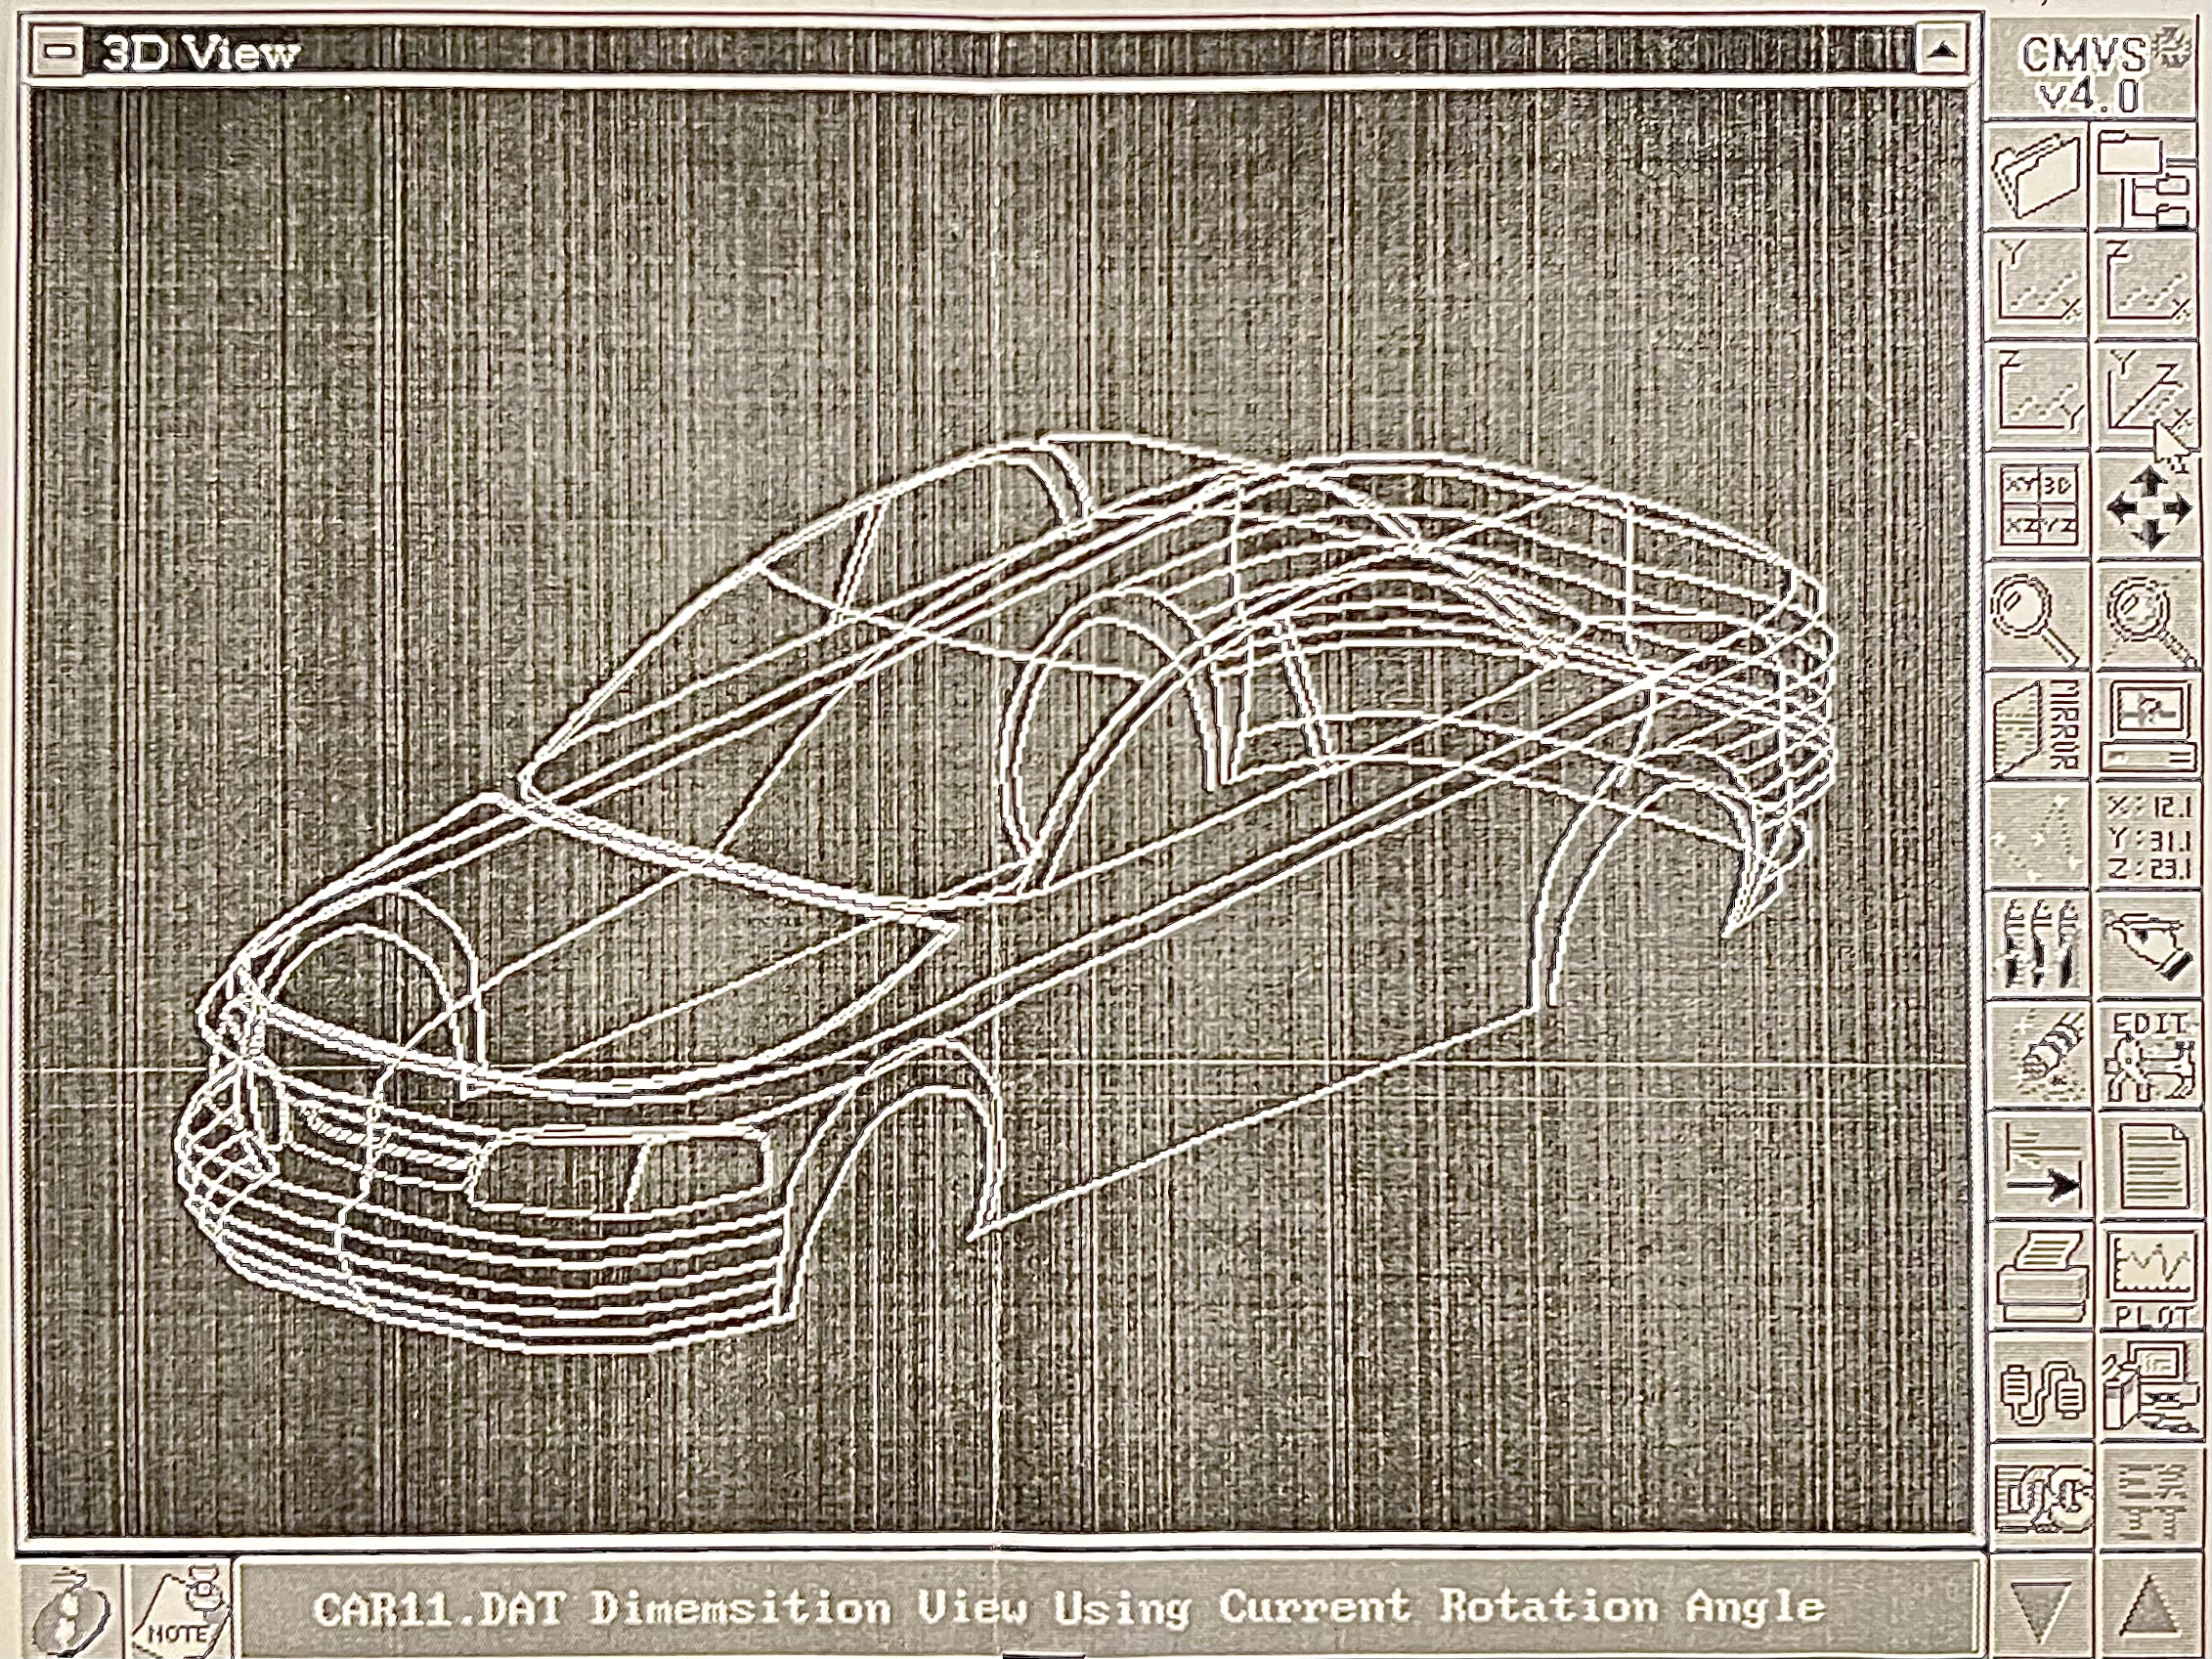 3D View
CMVS
v4.0
Y
X
Z
X
Z
Y
Y
Z
X
XY 3D
XZ YZ
MIRROR
X:12.1
Y:31.1
Z:23.1
EDIT
PLOT
NOTE
CAR11.DAT Dimemsition View Using Current Rotation Angle